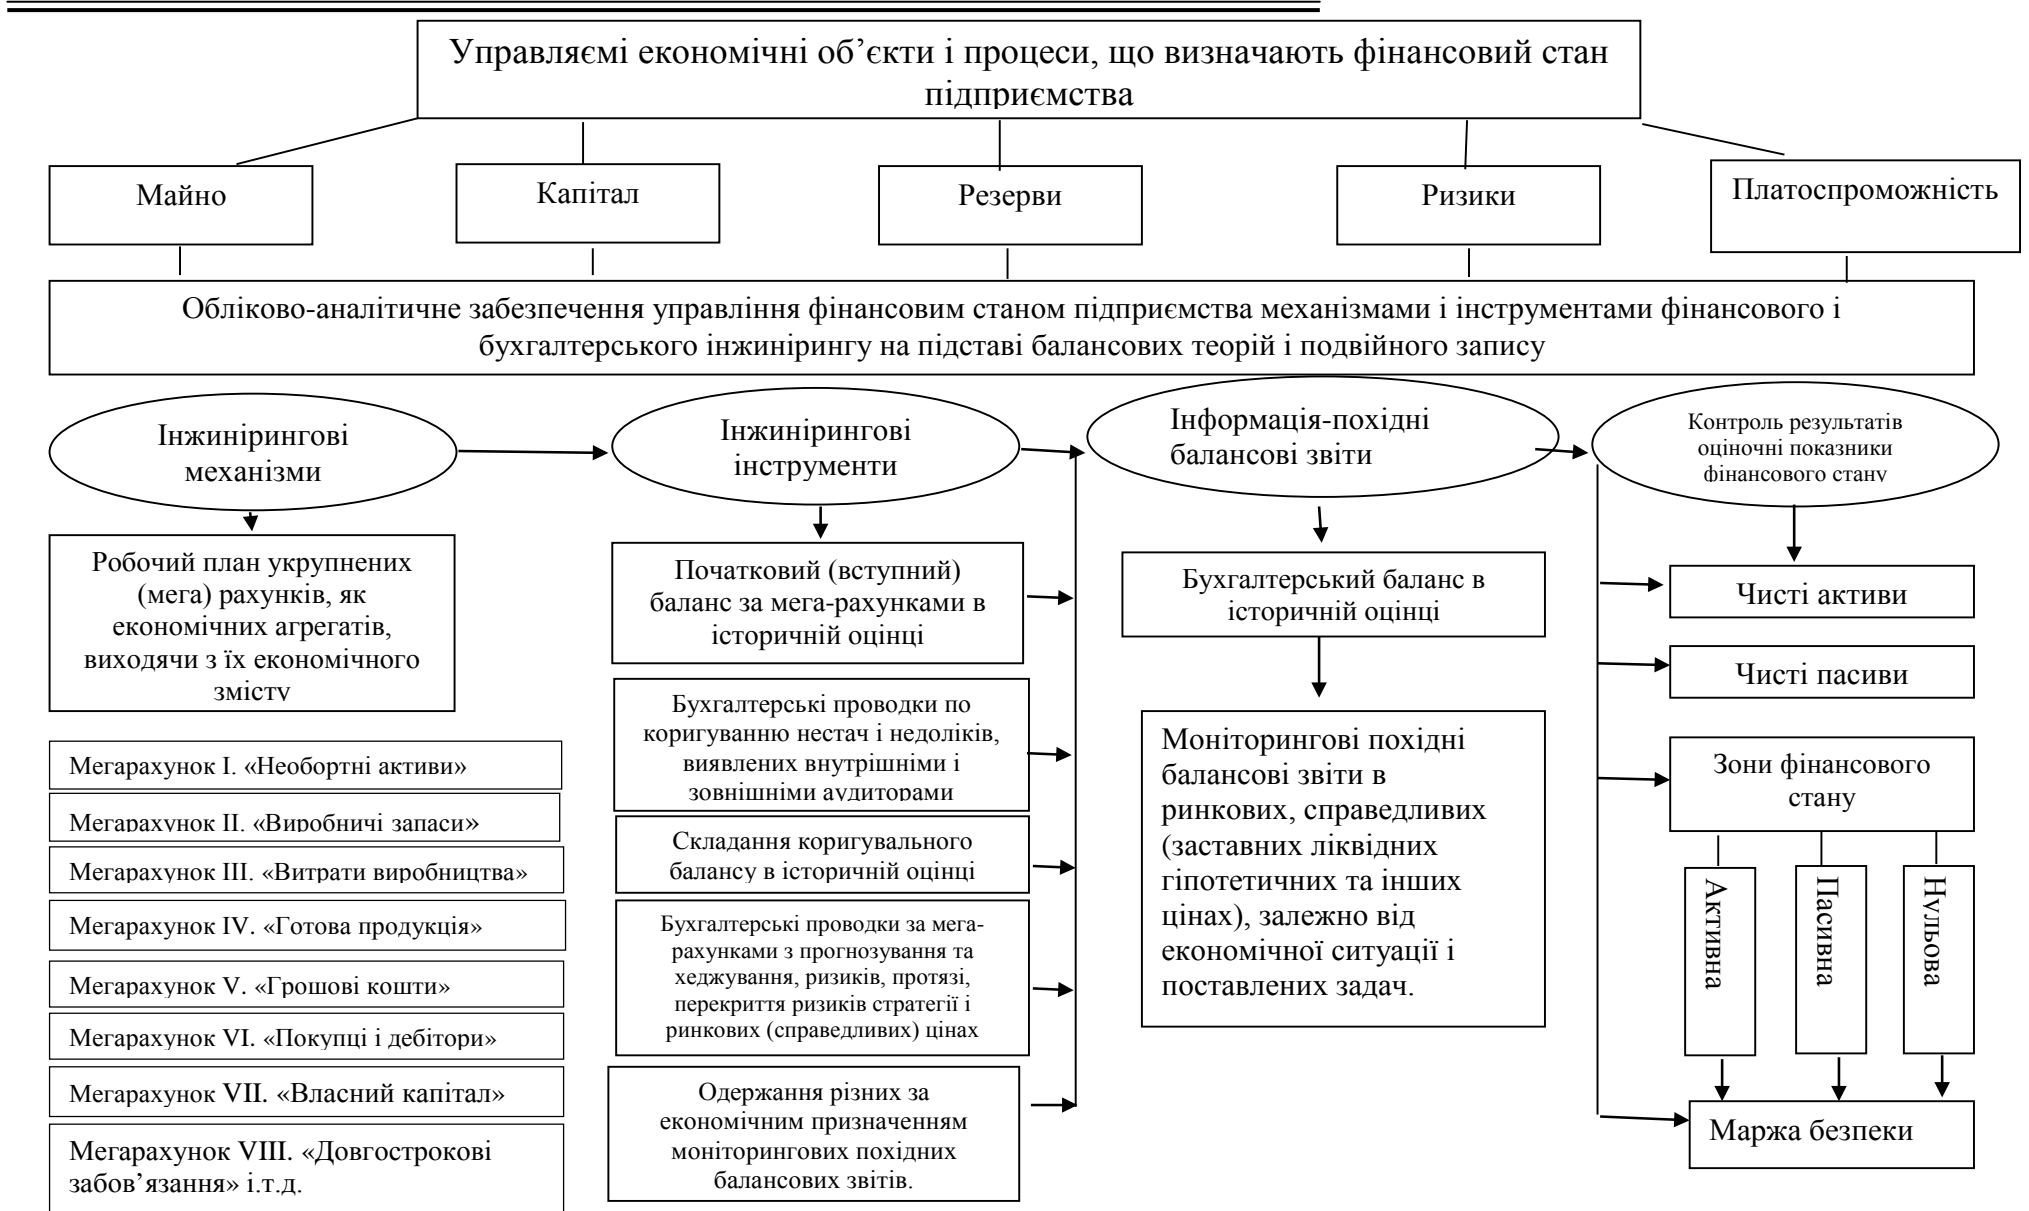 Управляємі економічні об’єкти і процеси, що визначають фінансовий стан
підприємства
Майно
Капітал
Резерви
Ризики
Платоспроможність
Обліково-аналітичне забезпечення управління фінансовим станом підприємства механізмами і інструментами фінансового і
бухгалтерського інжинірингу на підставі балансових теорій і подвійного запису
Інжинірингові
механізми
Інжинірингові
інструменти
Інформація-похідні
балансові звіти
Контроль результатів
оціночні показники
фінансового стану
Робочий план укрупнених
(мега) рахунків, як
економічних агрегатів,
виходячи з їх економічного
змісту
Мегарахунок I. «Необортні активи»
Мегарахунок II. «Виробничі запаси»
Мегарахунок III. «Витрати виробництва»
Мегарахунок IV. «Готова продукція»
Мегарахунок V. «Грошові кошти»
Мегарахунок VI. «Покупці і дебітори»
Мегарахунок VII. «Власний капітал»
Мегарахунок VIII. «Довгострокові
забов’язання» і.т.д.
Початковий (вступний)
баланс за мега-рахунками в
історичній оцінці
Бухгалтерські проводки по
коригуванню нестач і недоліків,
виявлених внутрішніми і
зовнішніми аудиторами
Складання коригувального
балансу в історичній оцінці
Бухгалтерські проводки за мега-
рахунками з прогнозування та
хеджування, ризиків, протязі,
перекриття ризиків стратегії і
ринкових (справедливих) цінах
Одержання різних за
економічним призначенням
моніторингових похідних
балансових звітів.
Бухгалтерський баланс в
історичній оцінці
Моніторингові похідні
балансові звіти в
ринкових, справедливих
(заставних ліквідних
гіпотетичних та інших
цінах), залежно від
економічної ситуації і
поставлених задач.
Чисті активи
Чисті пасиви
Зони фінансового
стану
Активна
Пасивна
Нульова
Маржа безпеки